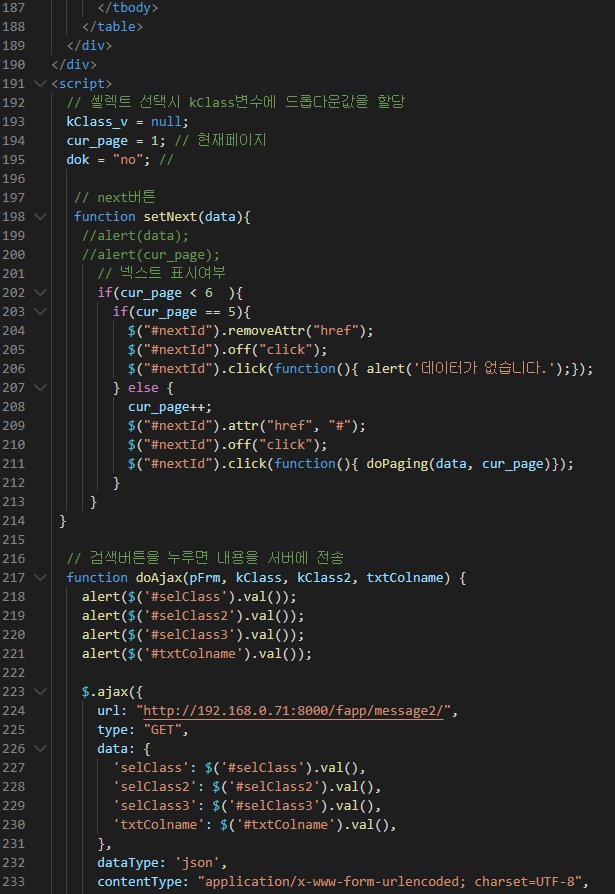 187 </tbody>
188 </table>
189 </div>
190 </div>
191 <script>
192 // 셀렉트 선택시 kClass변수에 드롭다운값을 할당
193 kClass_v = null;
194 cur_page = 1; // 현재페이지
195 dok = "no"; //
196
197 // next버튼
198 function setNext(data){
199 //alert(data);
200 //alert(cur_page);
201 // 넥스트 표시여부
202 if(cur_page < 6  ){
203 if(cur_page == 5){
204 $("#nextId").removeAttr("href");
205 $("#nextId").off("click");
206 $("#nextId").click(function(){ alert('데이터가 없습니다.');});
207 } else {
208 cur_page++;
209 $("#nextId").attr("href", "#");
210 $("#nextId").off("click");
211 $("#nextId").click(function(){ doPaging(data, cur_page)});
212 }
213 }
214 }
215
216 // 검색버튼을 누루면 내용을 서버에 전송
217 function doAjax(pFrm, kClass, kClass2, txtColname) {
218 alert($('#selClass').val());
219 alert($('#selClass2').val());
220 alert($('#selClass3').val());
221 alert($('#txtColname').val());
222
223 $.ajax({
224 url: "http://192.168.0.71:8000/fapp/message2/",
225 type: "GET",
226 data: {
227 'selClass': $('#selClass').val(),
228 'selClass2': $('#selClass2').val(),
229 'selClass3': $('#selClass3').val(),
230 'txtColname': $('#txtColname').val(),
231 },
232 dataType: 'json',
233 contentType: "application/x-www-form-urlencoded; charset=UTF-8",